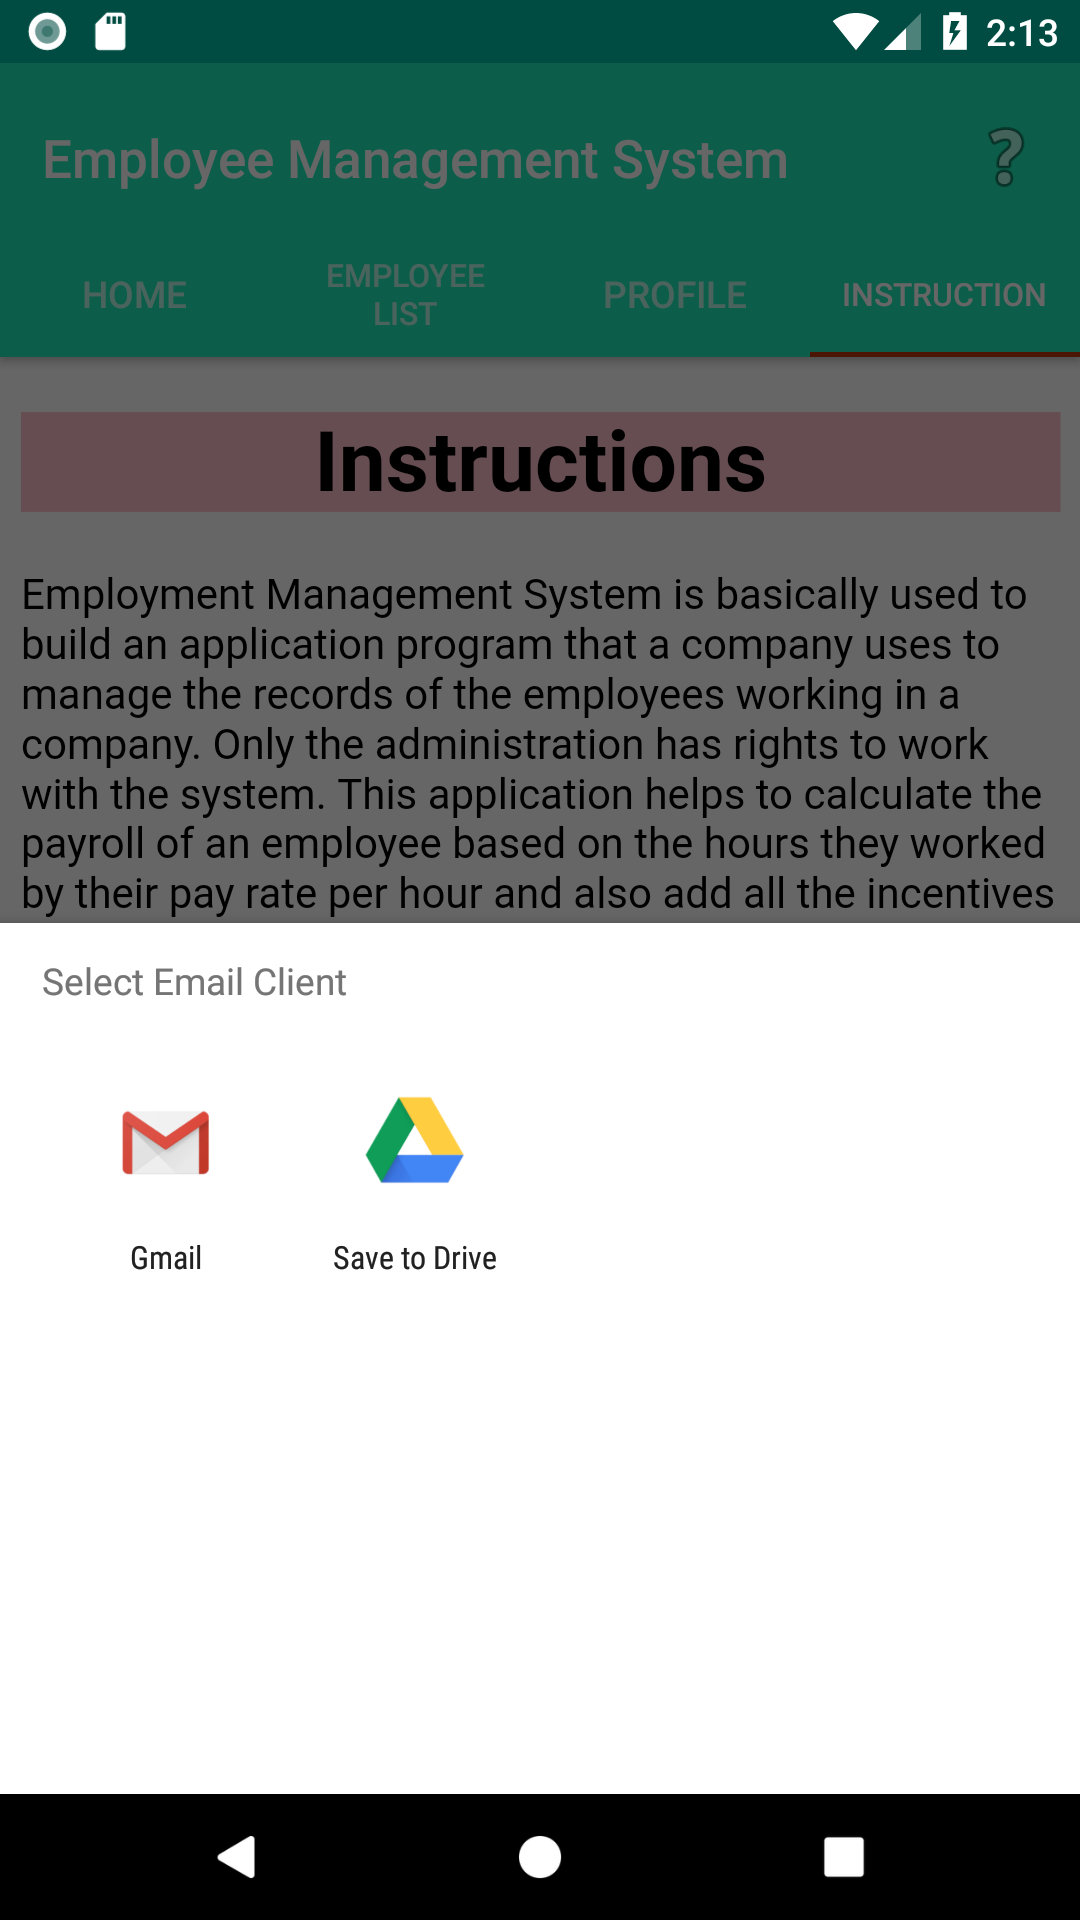 2:13
Employee Management System
HOME
EMPLOYEE
LIST
PROFILE
INSTRUCTION
Instructions
Employment Management System is basically used to
build an application program that a company uses to
manage the records of the employees working in a
company. Only the administration has rights to work
with the system. This application helps to calculate the
payroll of an employee based on the hours they worked
by their pay rate per hour and also add all the incentives
Select Email Client
Gmail
Save to Drive